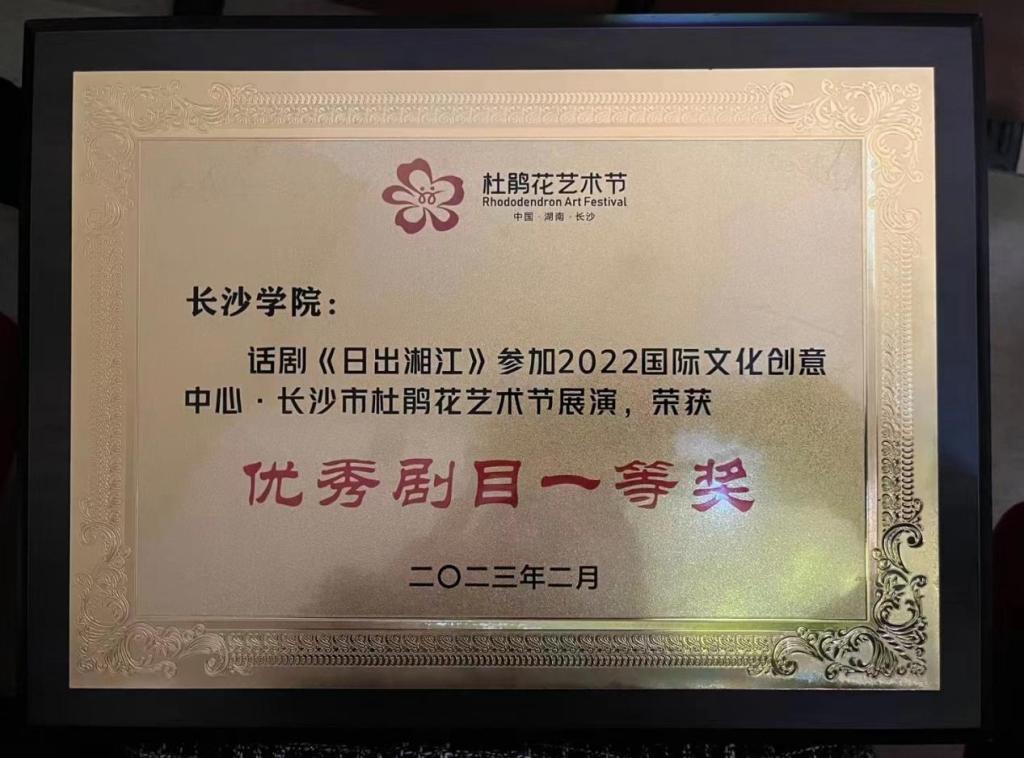 杜鹃花艺术节
Rhododendron Art Festival
中国·湖南·长沙
长沙学院：
话�《日出湘江》参加2022国际文化创意
中心·长沙市杜鹃花艺术节展演，荣获
优秀剧目一等奖
二〇二三年二月